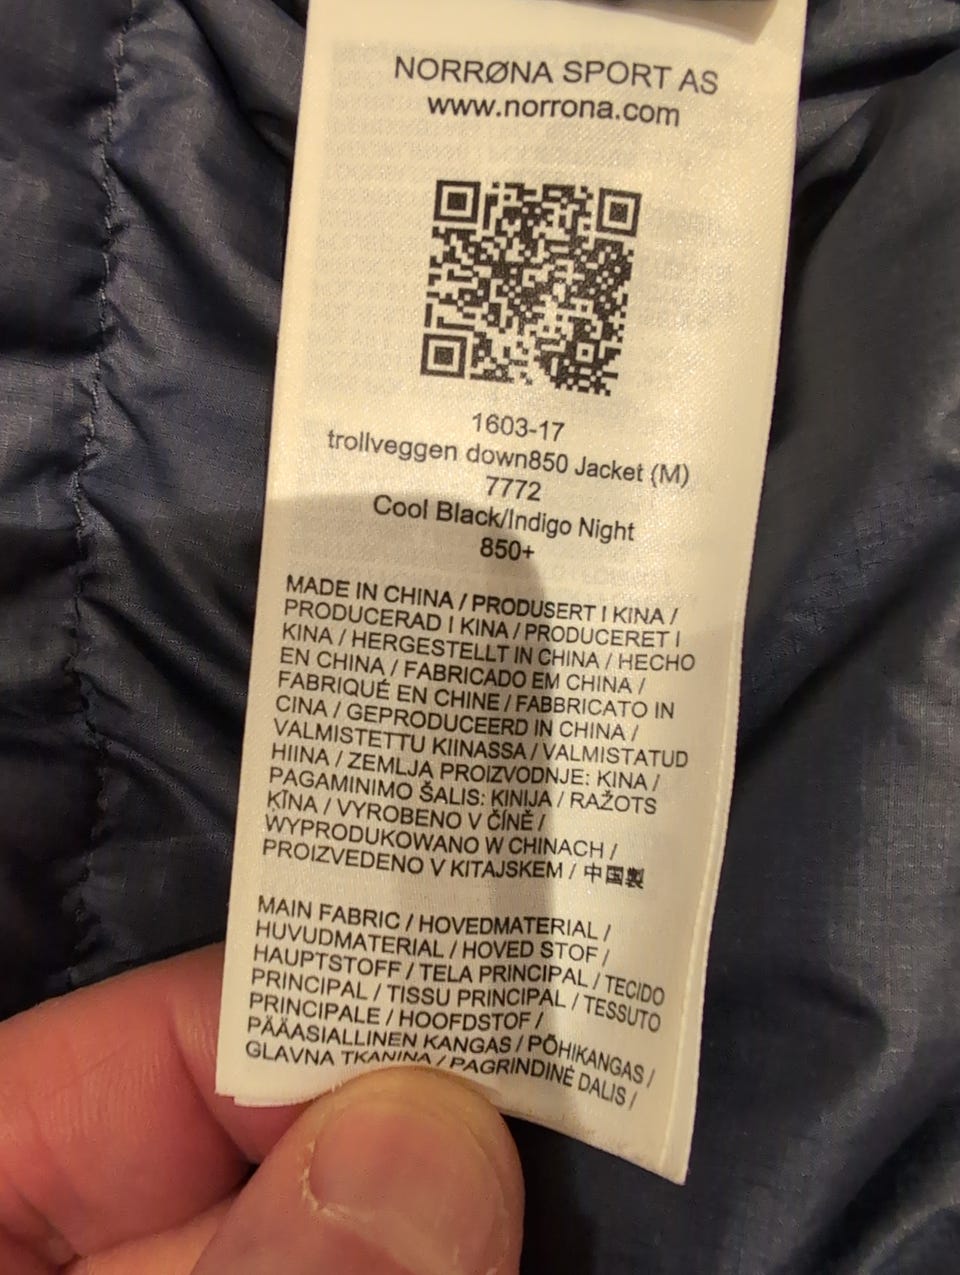 NORRØNA SPORT AS
www.norrona.com
1603-17
trollveggen down850 Jacket (M)
7772
Cool Black/Indigo Night
850+
MADE IN CHINA / PRODUSERT I KINA /
PRODUCERAD I KINA / PRODUCERET I
KINA / HERGESTELLT IN CHINA / HECHO
EN CHINA / FABRICADO EM CHINA /
FABRIQUÉ EN CHINE / FABBRICATO IN
CINA / GEPRODUCEERD IN CHINA /
VALMISTETTU KIINASSA / VALMISTATUD
HIINA / ZEMLJA PROIZVODNJE: KINA /
PAGAMINIMO ŠALIS: KINIJA / RAŽOTS
ĶĪNA / VYROBENO V ČÍNĚ /
WYPRODUKOWANO W CHINACH /
PROIZVEDENO V KITAJSKEM / 中国製
MAIN FABRIC / HOVEDMATERIAL /
HUVUDMATERIAL / HOVED STOF /
HAUPTSTOFF / TELA PRINCIPAL / TECIDO
PRINCIPAL / TISSU PRINCIPAL / TESSUTO
PRINCIPALE / HOOFDSTOF /
PÄÄASIALLINEN KANGAS / PÕHIKANGAS /
GLAVNA TKANINA / PAGRINDINĖ DALIS /